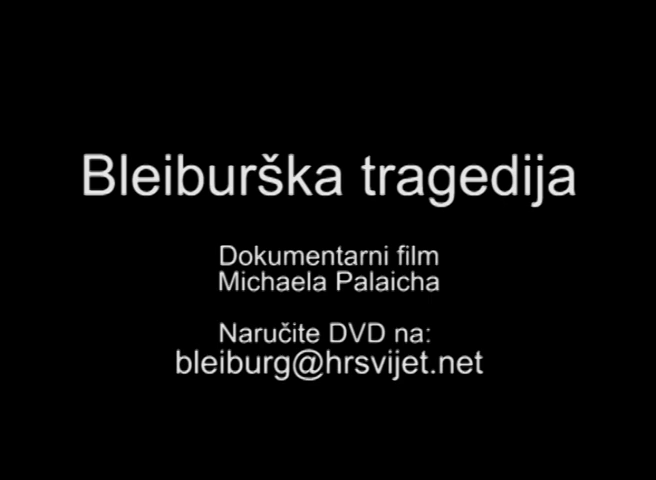 Bleiburška tragedija
Dokumentarni film
Michaela Palaicha
Naručite DVD na:
bleiburg@hrsvijet.net